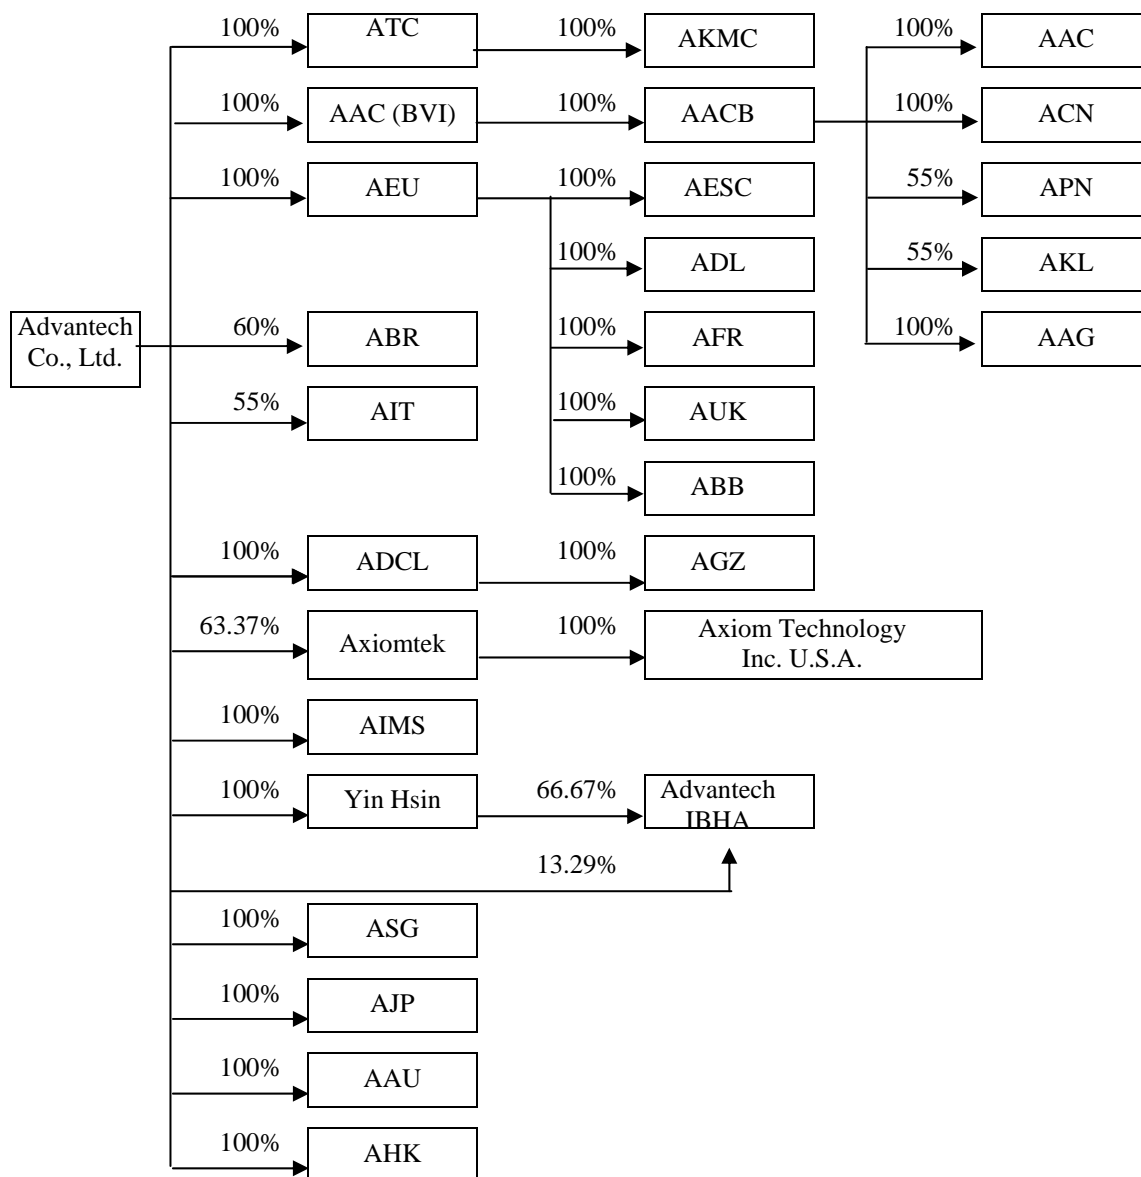 100%
ATC
100%
AKMC
100%
AAC
100%
AAC (BVI)
100%
AACB
100%
ACN
100%
AEU
100%
AESC
55%
APN
100%
ADL
55%
AKL
Advantech
Co., Ltd.
60%
ABR
100%
AFR
100%
AAG
55%
AIT
100%
AUK
100%
ABB
100%
ADCL
100%
AGZ
63.37%
Axiomtek
100%
Axiom Technology
Inc. U.S.A.
100%
AIMS
100%
Yin Hsin
66.67%
Advantech
IBHA
13.29%
100%
ASG
100%
AJP
100%
AAU
100%
AHK